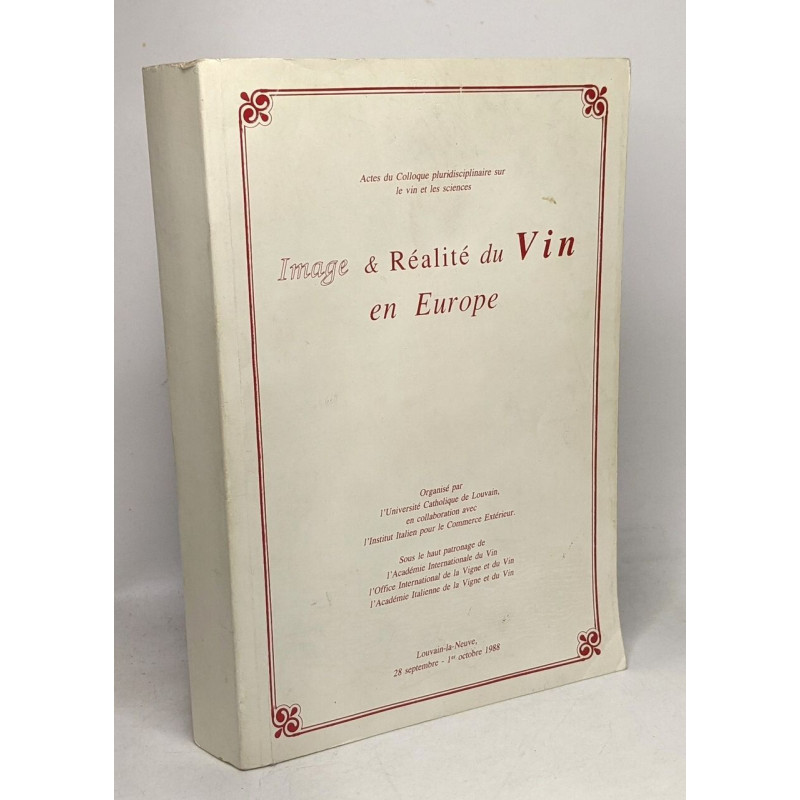 Actes du Colloque pluridisciplinaire sur
le vin et les sciences
Image & Réalité du Vin
en Europe
Organisé par
l'Université Catholique de Louvain,
en collaboration avec
l'Institut Italien pour le Commerce Extérieur.
Sous le haut patronage de
l'Académie Internationale du Vin
l'Office International de la Vigne et du Vin
l'Académie Italienne de la Vigne et du Vin
Louvain-la-Neuve,
28 septembre - 1er octobre 1988